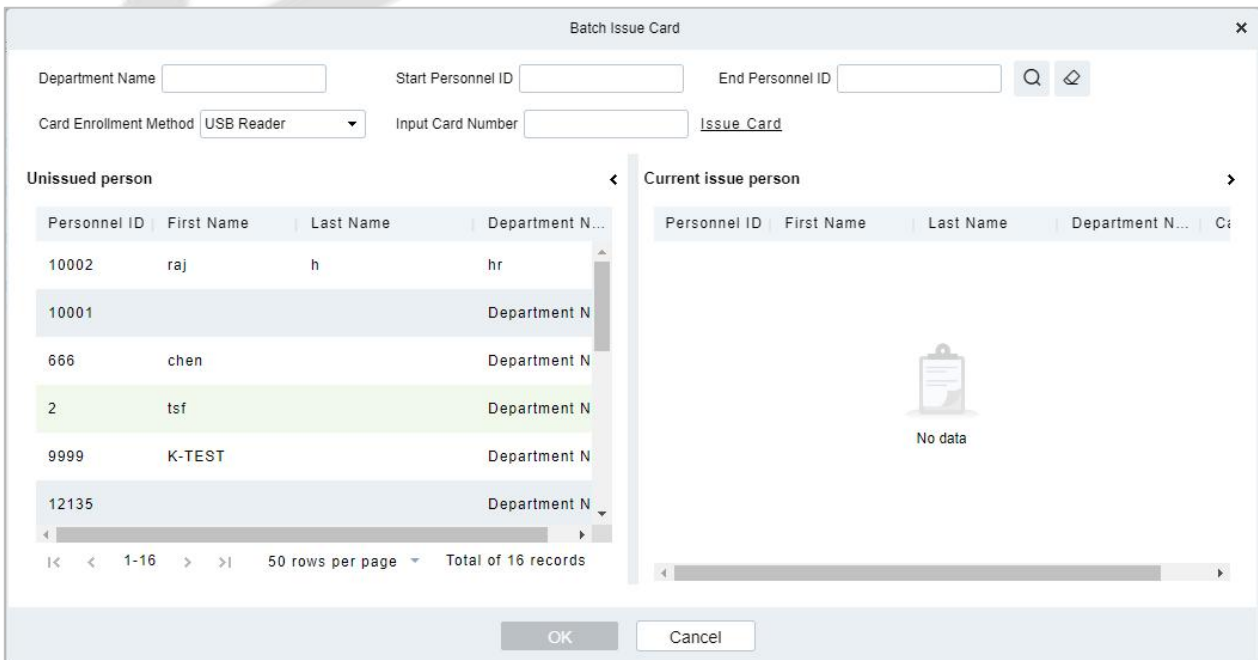 Batch Issue Card
Department Name Start Personnel ID End Personnel ID
Card Enrollment Method USB Reader Input Card Number Issue Card
Unissued person
Personnel ID First Name Last Name Department N...
10002 raj h hr
10001 Department N
666 chen Department N
2 tsf Department N
9999 K-TEST Department N
12135 Department N
1-16 50 rows per page Total of 16 records
Current issue person
Personnel ID First Name Last Name Department N... Ca
No data
OK Cancel